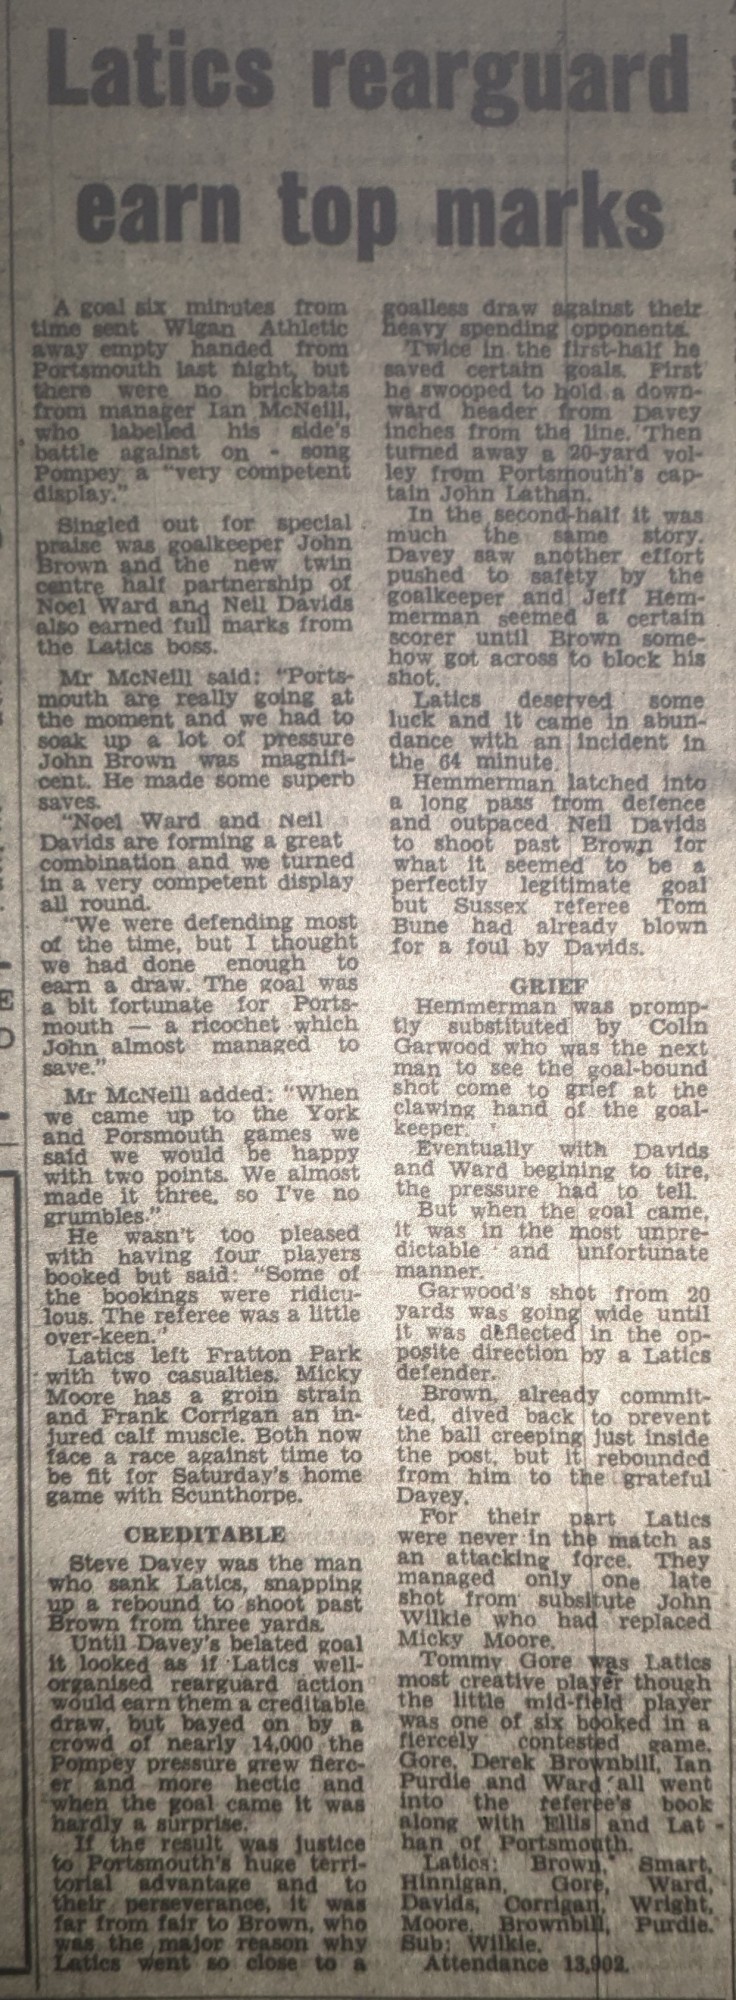 Latics rearguard
earn top marks
A goal six minutes from
time sent Wigan Athletic
away empty handed from
Portsmouth last night, but
there were no brickbats
from manager Ian McNeill,
who labelled his side's
battle against on - song
Pompey a "very competent
display."
Singled out for special
praise was goalkeeper John
Brown and the new twin
centre half partnership of
Noel Ward and Neil Davids
also earned full marks from
the Latics boss.
Mr McNeill said: "Ports-
mouth are really going at
the moment and we had to
soak up a lot of pressure
John Brown was magnifi-
cent. He made some superb
saves.
"Noel Ward and Neil
Davids are forming a great
combination and we turned
in a very competent display
all round.
"We were defending most
of the time, but I thought
we had done enough to
earn a draw. The goal was
a bit fortunate for Ports-
mouth — a ricochet which
John almost managed to
save."
Mr McNeill added: "When
we came up to the York
and Porsmouth games we
said we would be happy
with two points. We almost
made it three, so I've no
grumbles."
He wasn't too pleased
with having four players
booked but said: "Some of
the bookings were ridicu-
lous. The referee was a little
over-keen."
Latics left Fratton Park
with two casualties. Micky
Moore has a groin strain
and Frank Corrigan an in-
jured calf muscle. Both now
face a race against time to
be fit for Saturday's home
game with Scunthorpe.
CREDITABLE
Steve Davey was the man
who sank Latics, snapping
up a rebound to shoot past
Brown from three yards.
Until Davey's belated goal
it looked as if Latics well-
organised rearguard action
would earn them a creditable
draw, but bayed on by a
crowd of nearly 14,000 the
Pompey pressure grew fierc-
er and more hectic and
when the goal came it was
hardly a surprise.
If the result was justice
to Portsmouth's huge terri-
torial advantage and to
their perseverance, it was
far from fair to Brown, who
was the major reason why
Latics went so close to a
goalless draw against their
heavy spending opponents.
Twice in the first-half he
saved certain goals. First
he swooped to hold a down-
ward header from Davey
inches from the line. Then
turned away a 20-yard vol-
ley from Portsmouth's cap-
tain John Lathan.
In the second-half it was
much the same story.
Davey saw another effort
pushed to safety by the
goalkeeper and Jeff Hem-
merman seemed a certain
scorer until Brown some-
how got across to block his
shot.
Latics deserved some
luck and it came in abun-
dance with an incident in
the 64 minute.
Hemmerman latched into
a long pass from defence
and outpaced Neil Davids
to shoot past Brown for
what it seemed to be a
perfectly legitimate goal
but Sussex referee Tom
Bune had already blown
for a foul by Davids.
GRIEF
Hemmerman was promp-
tly substituted by Colin
Garwood who was the next
man to see the goal-bound
shot come to grief at the
clawing hand of the goal-
keeper.
Eventually with Davids
and Ward begining to tire,
the pressure had to tell.
But when the goal came,
it was in the most unpre-
dictable and unfortunate
manner.
Garwood's shot from 20
yards was going wide until
it was deflected in the op-
posite direction by a Latics
defender.
Brown, already commit-
ted, dived back to prevent
the ball creeping just inside
the post, but it rebounded
from him to the grateful
Davey.
For their part Latics
were never in the match as
an attacking force. They
managed only one late
shot from subsitute John
Wilkie who had replaced
Micky Moore.
Tommy Gore was Latics
most creative player though
the little mid-field player
was one of six booked in a
fiercely contested game.
Gore, Derek Brownbill, Ian
Purdie and Ward all went
into the referee's book
along with Ellis and Lat -
han of Portsmouth.
Latics: Brown, Smart,
Hinnigan, Gore, Ward,
Davids, Corrigan, Wright,
Moore, Brownbill, Purdie.
Sub: Wilkie.
Attendance 13,902.